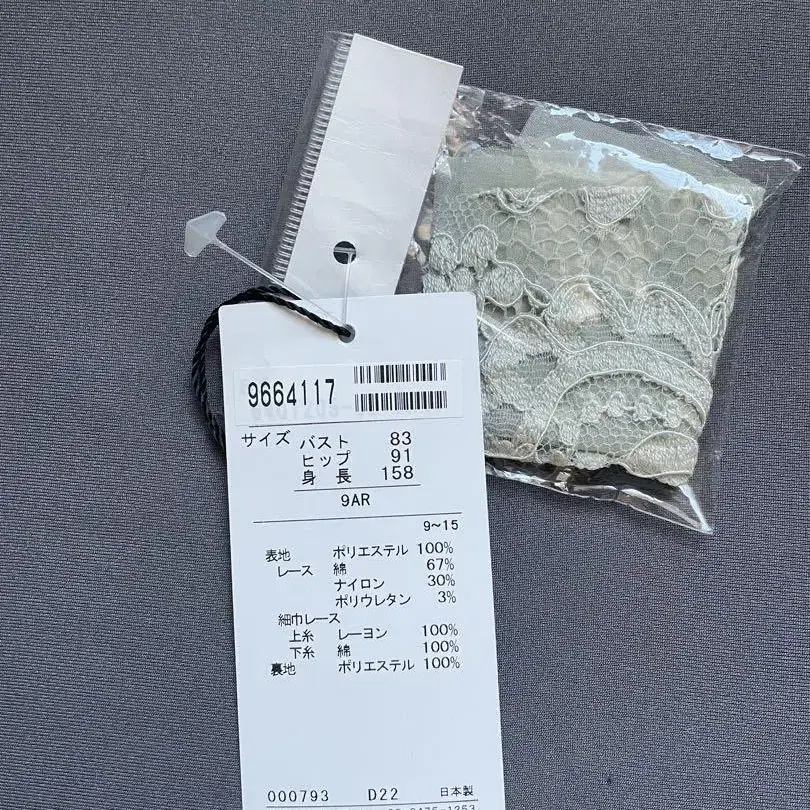 9664117
サイズ バスト 83
ヒップ 91
身長 158
9AR
9~15
表地 ポリエステル 100%
レース 綿 67%
ナイロン 30%
ポリウレタン 3%
細巾レース
上糸 レーヨン 100%
下糸 綿 100%
裏地 ポリエステル 100%
000793 D22 日本製